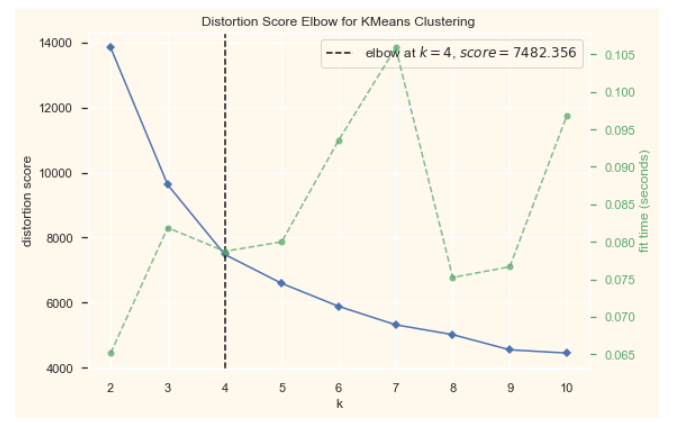 Distortion Score Elbow for KMeans Clustering
elbow at k = 4, score = 7482.356
distortion score
14000
12000
10000
8000
6000
4000
0.105
0.100
0.095
0.090
0.085
0.080
0.075
0.070
0.065
fit time (seconds)
2 3 4 5 6 7 8 9 10
k